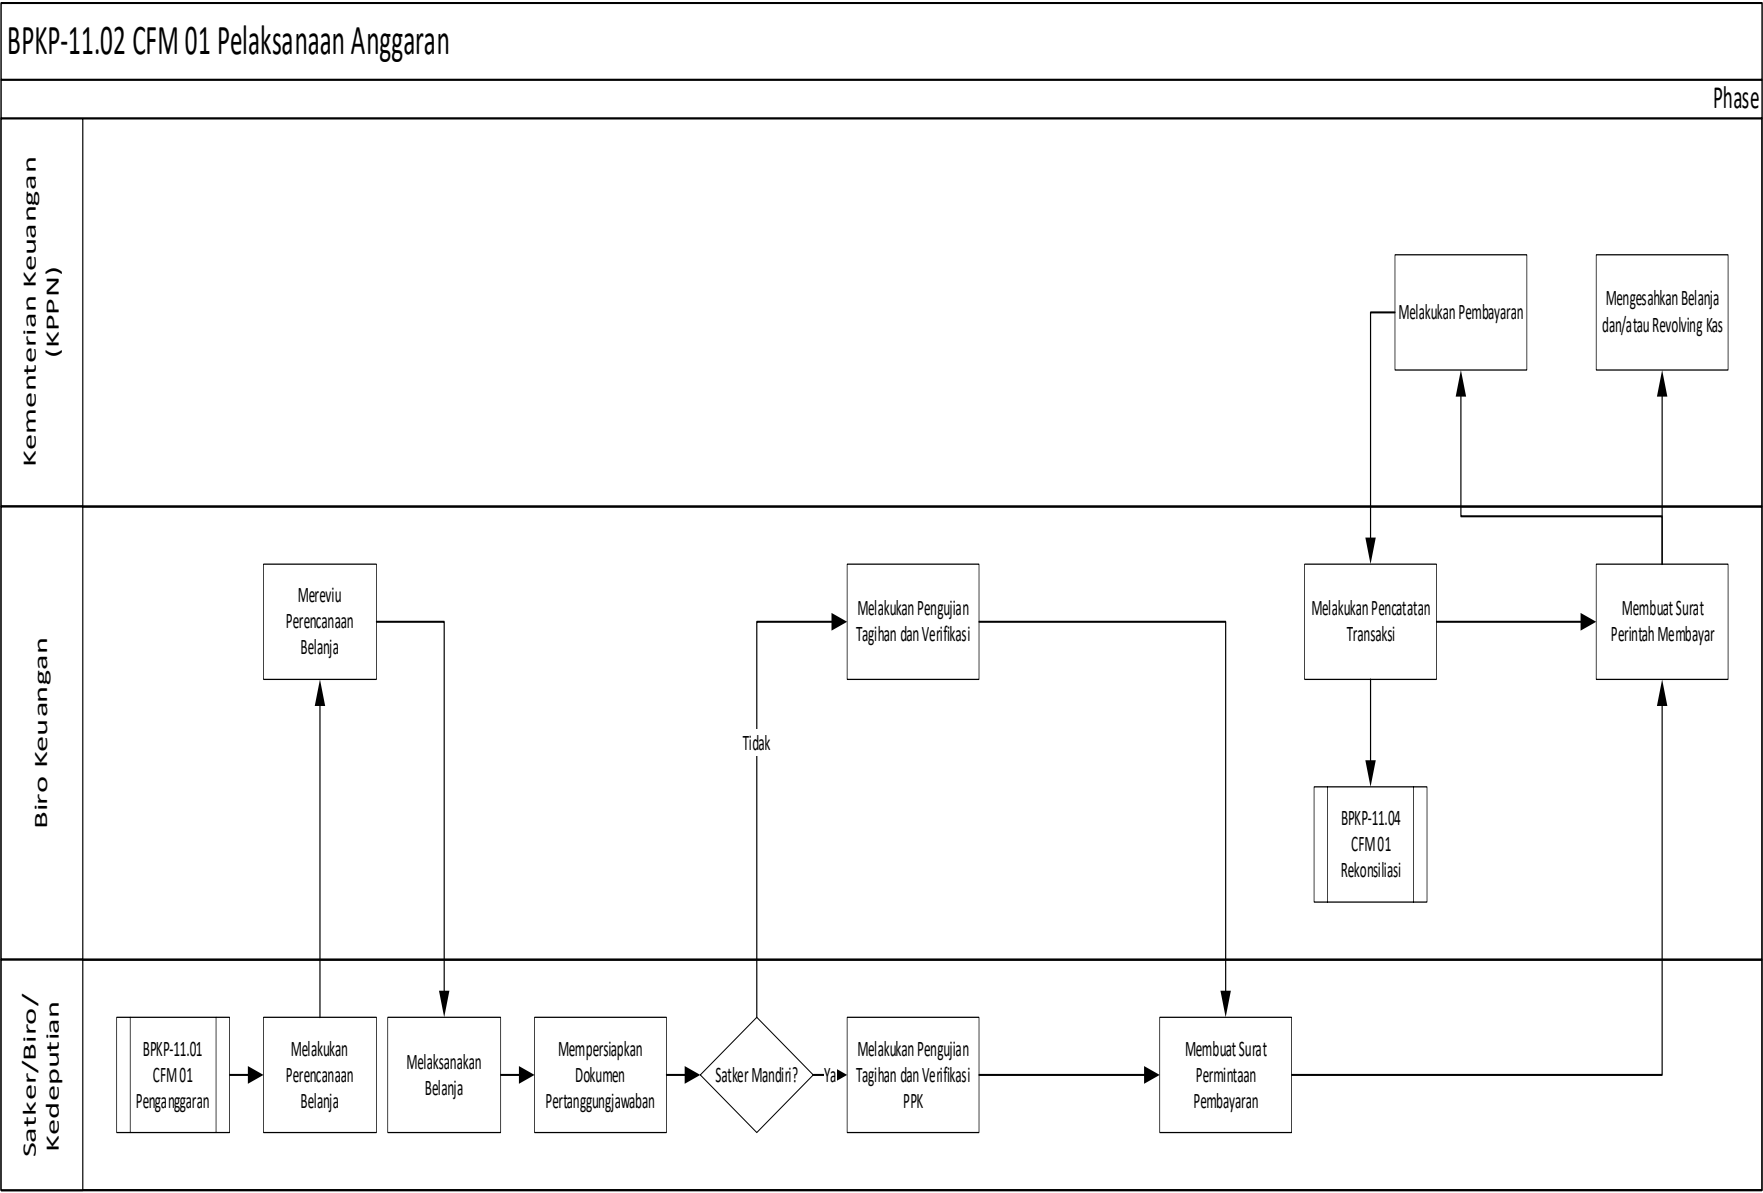 BPKP-11.02 CFM 01 Pelaksanaan Anggaran
Phase
Kementerian Keuangan
(KPPN)
Melakukan Pembayaran
Mengesahkan Belanja
dan/atau Revolving Kas
Biro Keuangan
Mereviu
Perencanaan
Belanja
Melakukan Pengujian
Tagihan dan Verifikasi
Melakukan Pencatatan
Transaksi
Membuat Surat
Perintah Membayar
Tidak
BPKP-11.04
CFM 01
Rekonsiliasi
Satker/Biro/
Kedeputian
BPKP-11.01
CFM 01
Penganggaran
Melakukan
Perencanaan
Belanja
Melaksanakan
Belanja
Mempersiapkan
Dokumen
Pertanggungjawaban
Satker Mandiri?
Ya
Melakukan Pengujian
Tagihan dan Verifikasi
PPK
Membuat Surat
Permintaan
Pembayaran